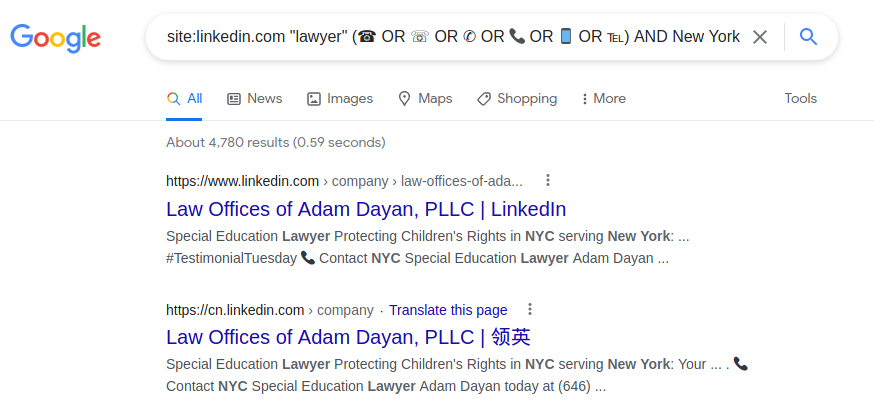 Google
site:linkedin.com "lawyer" (☎ OR ☏ OR ✆ OR 📞 OR 📱 OR ℡) AND New York
All News Images Maps Shopping More Tools
About 4,780 results (0.59 seconds)
https://www.linkedin.com › company › law-offices-of-ada...
Law Offices of Adam Dayan, PLLC | LinkedIn
Special Education Lawyer Protecting Children's Rights in NYC serving New York: ...
#TestimonialTuesday 📞 Contact NYC Special Education Lawyer Adam Dayan ...
https://cn.linkedin.com › company · Translate this page
Law Offices of Adam Dayan, PLLC | 领英
Special Education Lawyer Protecting Children's Rights in NYC serving New York: Your ... . 📞
Contact NYC Special Education Lawyer Adam Dayan today at (646) ...